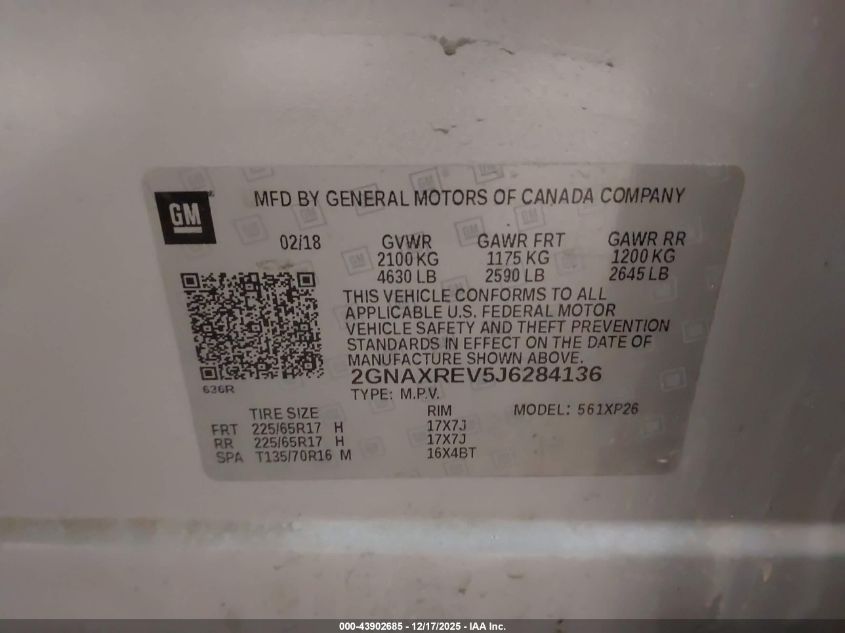 GM
MFD BY GENERAL MOTORS OF CANADA COMPANY
02/18 GVWR GAWR FRT GAWR RR
2100 KG 1175 KG 1200 KG
4630 LB 2590 LB 2645 LB
THIS VEHICLE CONFORMS TO ALL
APPLICABLE U.S. FEDERAL MOTOR
VEHICLE SAFETY AND THEFT PREVENTION
STANDARDS IN EFFECT ON THE DATE OF
MANUFACTURE SHOWN ABOVE.
2GNAXREV5J6284136
636R
TYPE: M.P.V.
TIRE SIZE RIM MODEL: 561XP26
FRT 225/65R17 H 17X7J
RR 225/65R17 H 17X7J
SPA T135/70R16 M 16X4BT
000-43902685 - 12/17/2025 - IAA Inc.